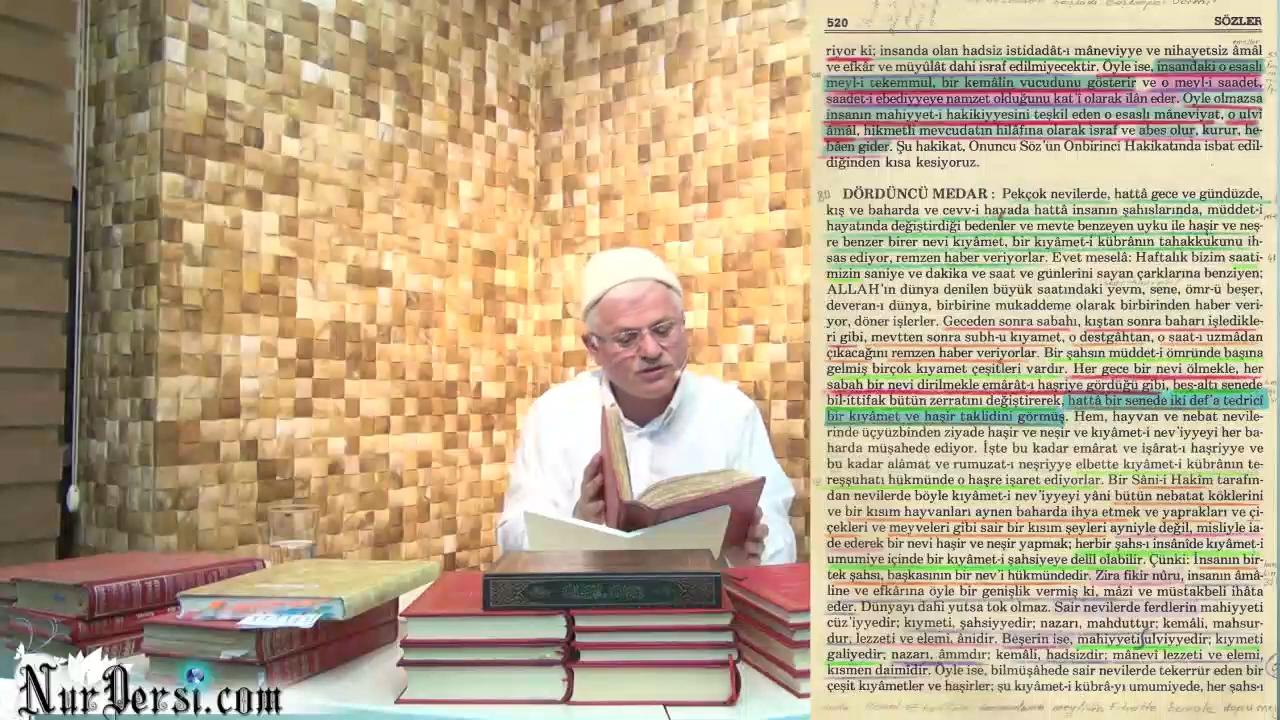 520 SÖZLER
riyor ki; insanda olan hadsiz istidadât-ı mâneviyye ve nihayetsiz âmâl
ve efkâr ve müyûlât dahi israf edilmiyecektir. Öyle ise, insandaki o esaslı
meyl-i tekemmül, bir kemâlin vucudunu gösterir ve o meyl-i saadet,
saadet-i ebediyyeye namzet olduğunu kat'î olarak ilân eder. Öyle olmazsa
insanın mahiyyet-i hakikiyyesini teşkil eden o esaslı mâneviyat, o ulvî
âmâl, hikmetli mevcudatın hilâfına olarak israf ve abes olur, kurur, he-
bâen gider. Şu hakikat, Onuncu Söz'ün Onbirinci Hakikatında isbat edil-
diğinden kısa kesiyoruz.
DÖRDÜNCÜ MEDAR : Pekçok nevilerde, hattâ gece ve gündüzde,
kış ve baharda ve cevv-i hayada hattâ insanın şahıslarında, müddet-i
hayatında değiştirdiği bedenler ve mevte benzeyen uyku ile haşir ve neş-
re benzer birer nevi kıyâmet, bir kıyâmet-i kübrânın tahakkukunu ih-
sas ediyor, remzen haber veriyorlar. Evet meselâ: Haftalık bizim saati-
mizin saniye ve dakika ve saat ve günlerini sayan çarklarına benziyen;
ALLAH'ın dünya denilen büyük saatındaki yevm, sene, ömr-ü beşer,
deveran-ı dünya, birbirine mukaddeme olarak birbirinden haber veri-
yor, döner işlerler. Geceden sonra sabahı, kıştan sonra baharı işledikle-
ri gibi, mevtten sonra subh-u kıyamet, o destgâhtan, o saat-ı uzmâdan
çıkacağını remzen haber veriyorlar. Bir şahsın müddet-i ömründe başına
gelmiş birçok kıyamet çeşitleri vardır. Her gece bir nevi ölmekle, her
sabah bir nevi dirilmekle emârât-ı haşriye gördüğü gibi, beş-altı senede
bil-ittifak bütün zerratını değiştirerek, hattâ bir senede iki def'a tedricî
bir kıyâmet ve haşir taklidini görmüş. Hem, hayvan ve nebat nevile-
rinde üçyüzbinden ziyade haşir ve neşir ve kıyâmet-i nev'iyyeyi her ba-
harda müşahede ediyor. İşte bu kadar emârat ve işârat-ı haşriyye ve
bu kadar alâmat ve rumuzat-ı neşriyye elbette kıyâmet-i kübrânın te-
reşşuhatı hükmünde o haşre işaret ediyorlar. Bir Sâni-i Hakîm tarafın-
dan nevilerde böyle kıyâmet-i nev'iyyeyi yâni bütün nebatat köklerini
ve bir kısım hayvanları aynen baharda ihya etmek ve yaprakları ve çi-
çekleri ve meyveleri gibi sair bir kısım şeyleri ayniyle değil, misliyle ia-
de ederek bir nevi haşir ve neşir yapmak; herbir şahs-ı insânîde kıyâmet-i
umumiye içinde bir kıyâmet-i şahsiyeye delil olabilir. Çünki: İnsanın bir-
tek şahsı, başkasının bir nev'i hükmündedir. Zira fikir nûru, insanın âmâ-
line ve efkârına öyle bir genişlik vermiş ki, mâzi ve müstakbeli ihâta
eder. Dünyayı dahi yutsa tok olmaz. Sair nevilerde ferdlerin mahiyyeti
cüz'iyyedir; kıymeti, şahsiyyedir; nazarı, mahduttur; kemâli, mahsur-
dur, lezzeti ve elemi, ânidir. Beşerin ise, mahiyyeti ulviyyedir; kıymeti
galiyedir, nazarı, âmmdır; kemâli, hadsizdir; mânevî lezzeti ve elemi,
kısmen daimidir. Öyle ise, bilmüşâhede sair nevilerde tekerrür eden bir
çeşit kıyâmetler ve haşirler; şu kıyâmet-i kübrâ-yı umumiyede, her şahs-ı
NurDersi.com